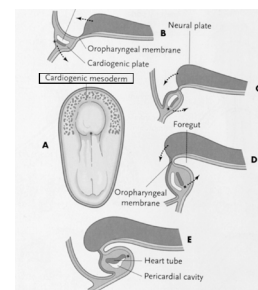 Neural plate
B
Oropharyngeal membrane
Cardiogenic plate
Cardiogenic mesoderm
C
A
Foregut
D
Oropharyngeal
membrane
E
Heart tube
Pericardial cavity